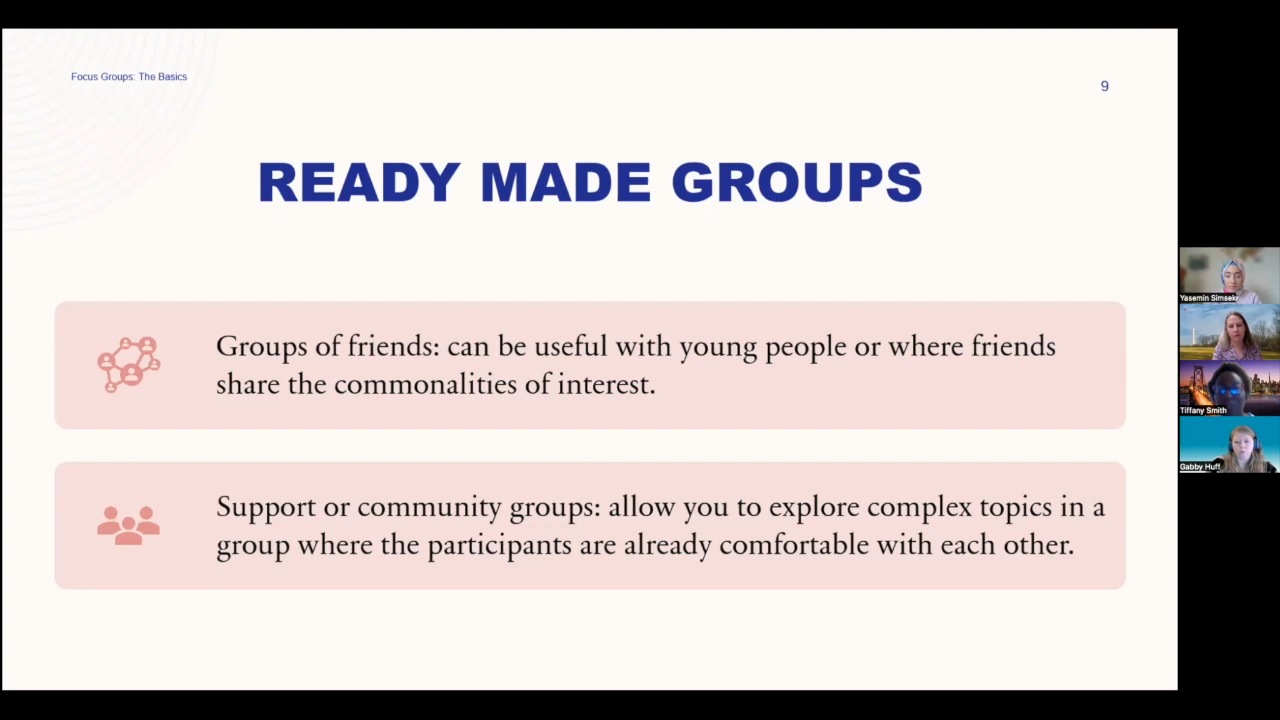 Focus Groups: The Basics
9
READY MADE GROUPS
Groups of friends: can be useful with young people or where friends
share the commonalities of interest.
Support or community groups: allow you to explore complex topics in a
group where the participants are already comfortable with each other.
Yasemin Simsekr
Tiffany Smith
Gabby Huff